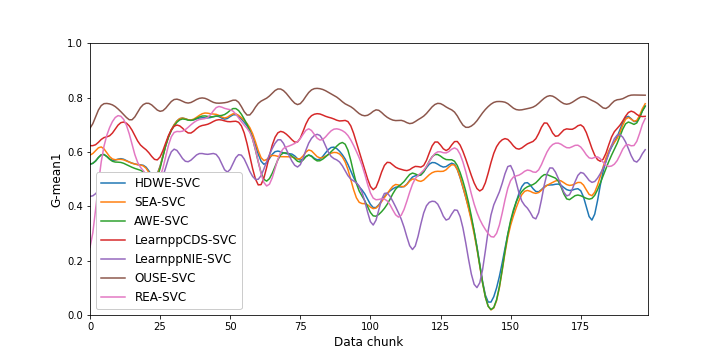 1.0
0.8
0.6
0.4
0.2
0.0
G-mean1
HDWE-SVC
SEA-SVC
AWE-SVC
LearnppCDS-SVC
LearnppNIE-SVC
OUSE-SVC
REA-SVC
0 25 50 75 100 125 150 175
Data chunk